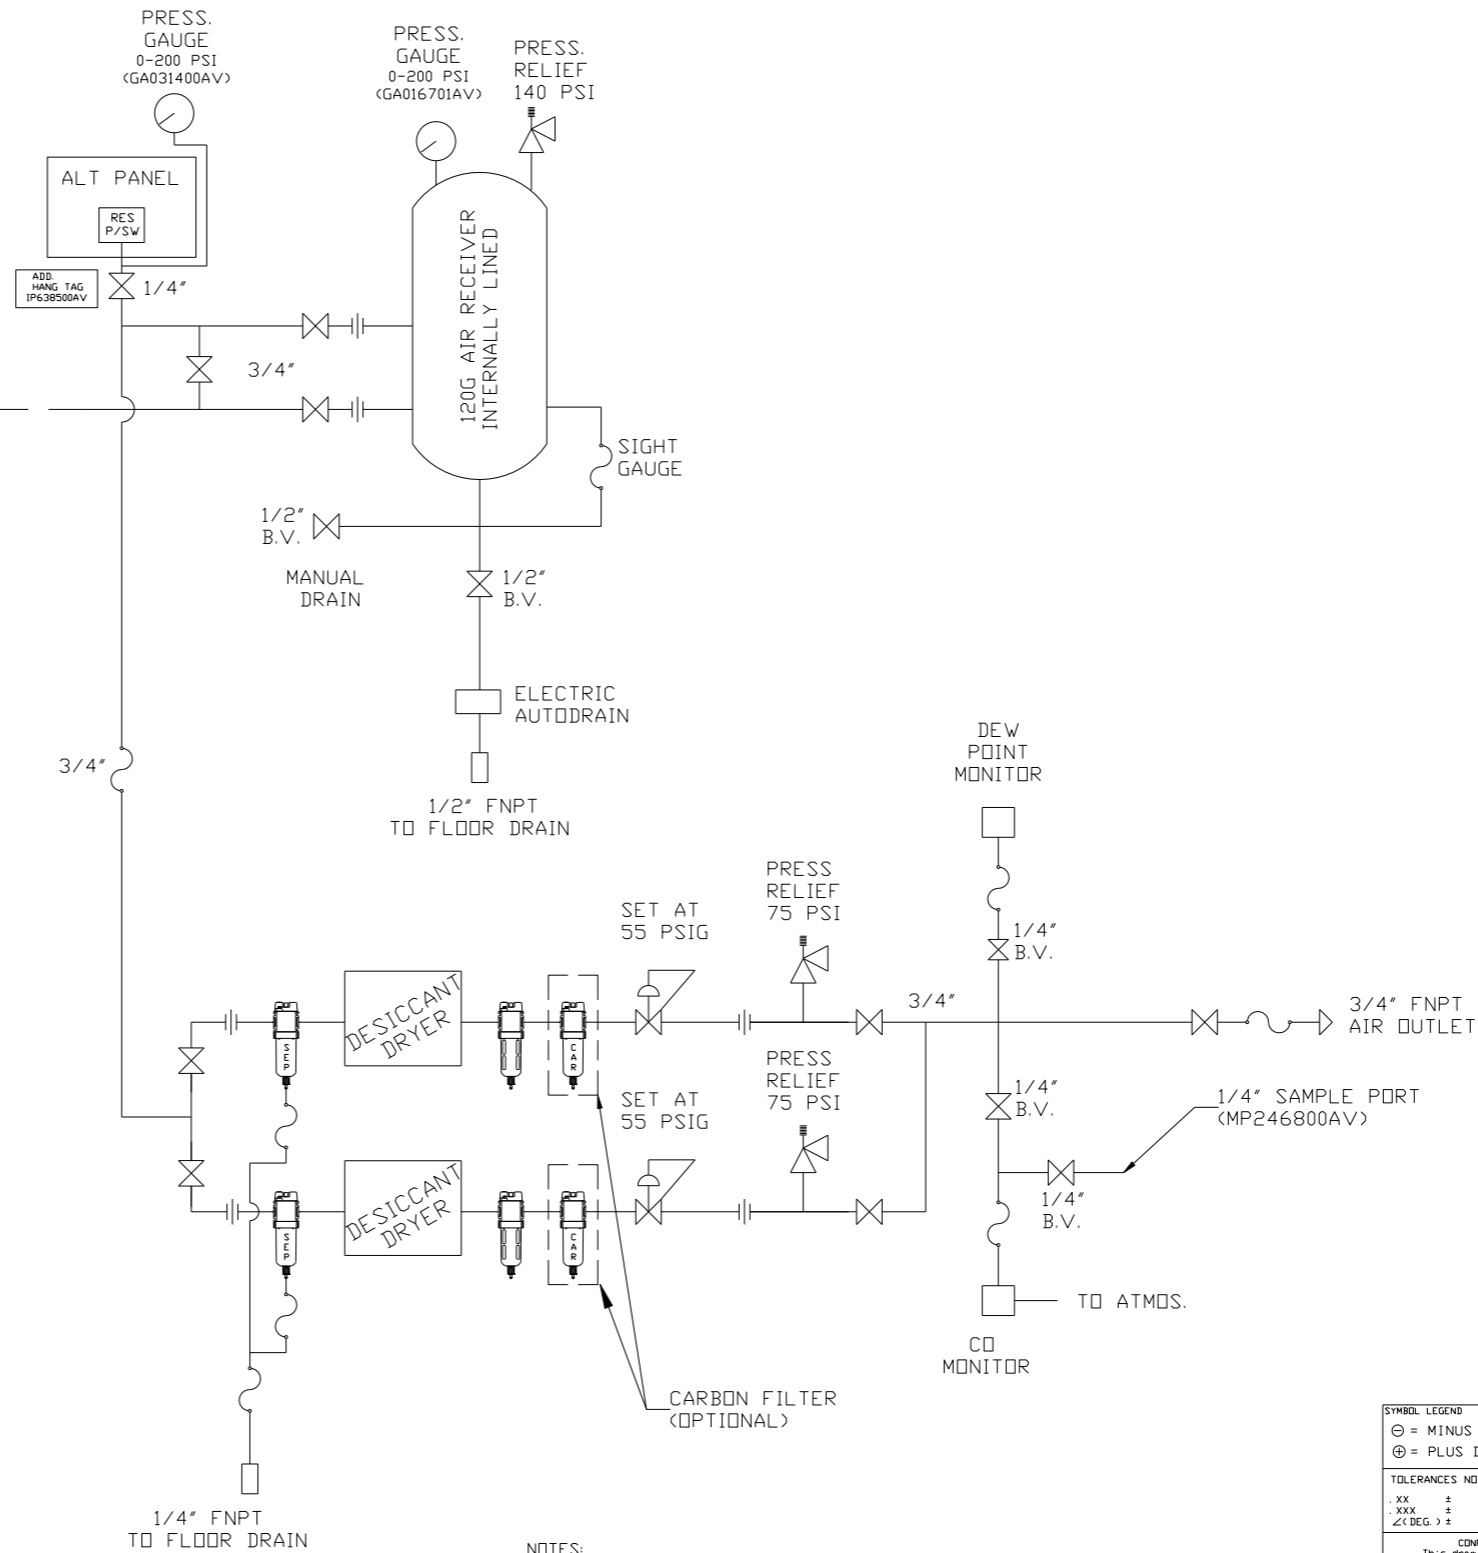 PRESS.
GAUGE
0-200 PSI
(GA031400AV)
PRESS.
GAUGE
0-200 PSI
(GA016701AV)
PRESS.
RELIEF
140 PSI
ALT PANEL
RES
P/SW
ADD.
HANG TAG
IP638500AV
1/4"
3/4"
120G AIR RECEIVER
INTERNALLY LINED
SIGHT
GAUGE
1/2"
B.V.
MANUAL
DRAIN
1/2"
B.V.
ELECTRIC
AUTODRAIN
1/2" FNPT
TO FLOOR DRAIN
3/4"
DEW
POINT
MONITOR
1/4"
B.V.
PRESS
RELIEF
75 PSI
SET AT
55 PSIG
3/4"
3/4" FNPT
AIR OUTLET
DESICCANT
DRYER
SEP
CAR
PRESS
RELIEF
75 PSI
SET AT
55 PSIG
1/4"
B.V.
1/4" SAMPLE PORT
(MP246800AV)
1/4"
B.V.
DESICCANT
DRYER
SEP
CAR
TO ATMOS.
CO
MONITOR
CARBON FILTER
(OPTIONAL)
1/4" FNPT
TO FLOOR DRAIN
NOTES:
SYMBOL LEGEND
⊖ = MINUS
⊕ = PLUS
TOLERANCES
.XX ±
.XXX ±
∠(DEG.) ±